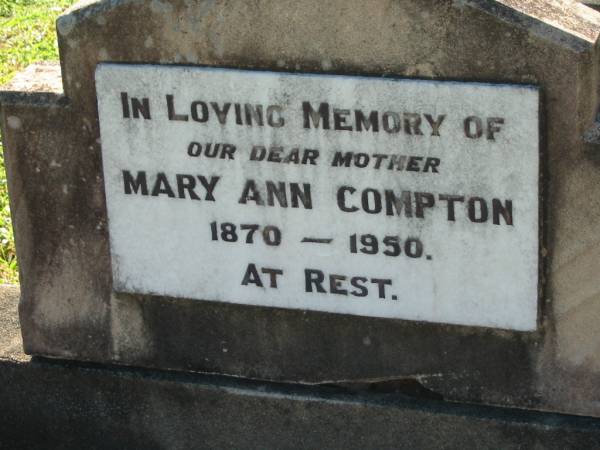 In Loving Memory of
our dear mother
MARY ANN COMPTON
1870 — 1950.
At Rest.